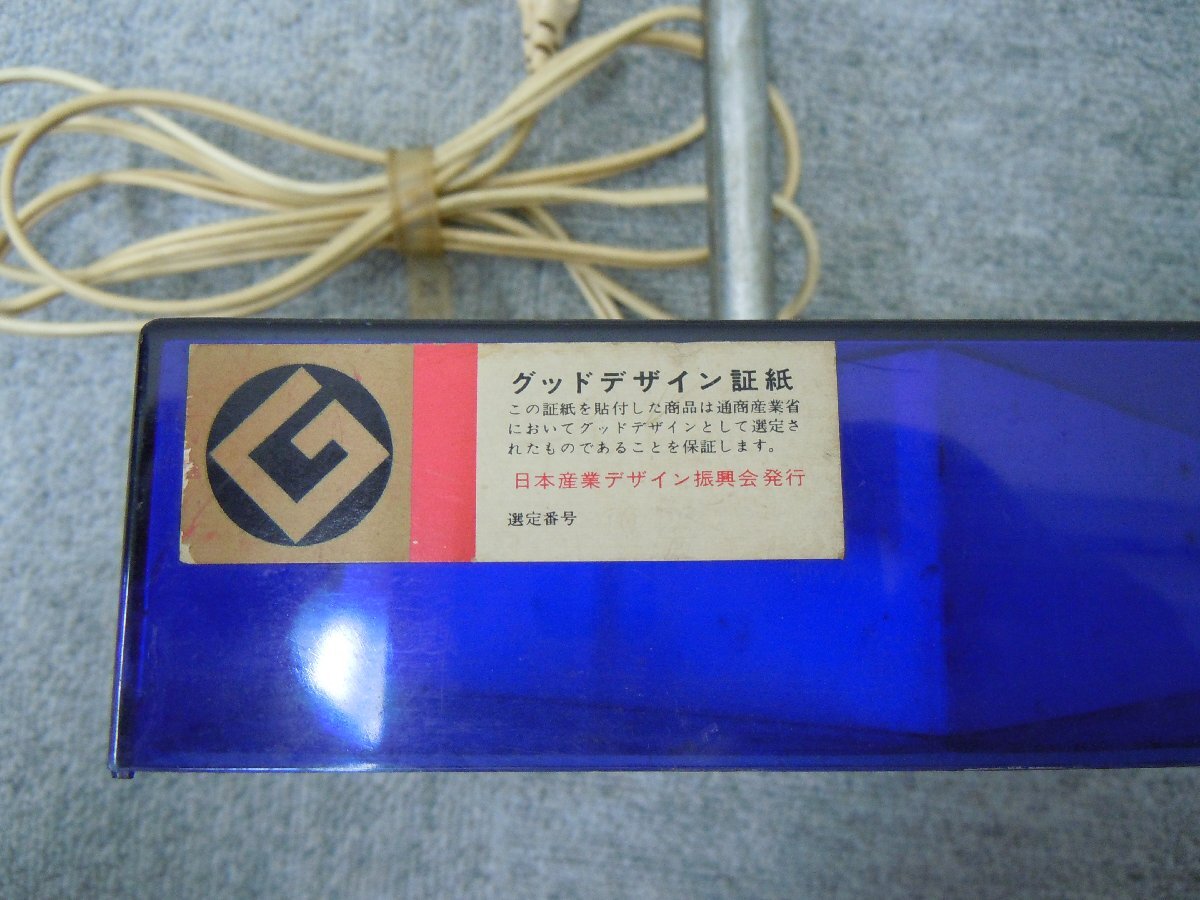 グッドデザイン証紙
この証紙を貼付した商品は通商産業省
においてグッドデザインとして選定さ
れたものであることを保証します。
日本産業デザイン振興会発行
選定番号